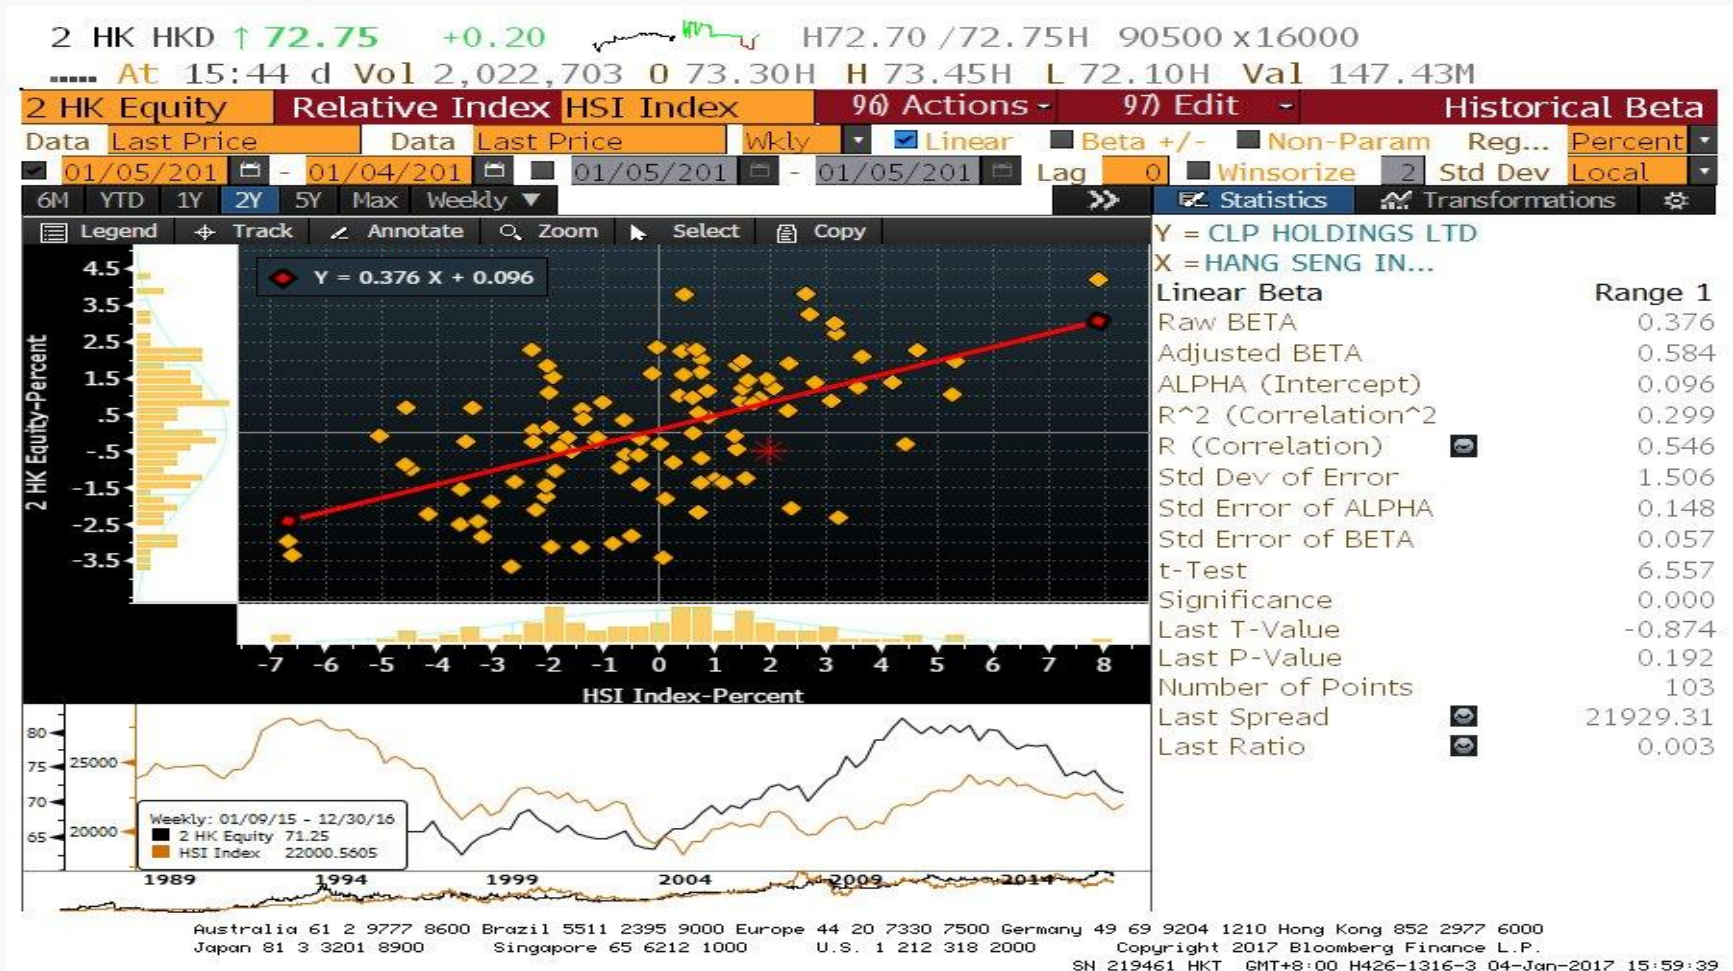 2 HK HKD ↑ 72.75 +0.20 H72.70 /72.75H 90500 x16000
At 15:44 d Vol 2,022,703 O 73.30H H 73.45H L 72.10H Val 147.43M
2 HK Equity Relative Index HSI Index 96) Actions 97) Edit Historical Beta
Data Last Price Data Last Price Wkly Linear Beta +/- Non-Param Reg... Percent
01/05/201 - 01/04/201 01/05/201 - 01/05/201 Lag 0 Winsorize 2 Std Dev Local
6M YTD 1Y 2Y 5Y Max Weekly ▼ » Statistics Transformations
Legend Track Annotate Zoom Select Copy
Y = CLP HOLDINGS LTD
X =HANG SENG IN...
Linear Beta Range 1
Raw BETA 0.376
Adjusted BETA 0.584
ALPHA (Intercept) 0.096
R^2 (Correlation^2 0.299
R (Correlation) 0.546
Std Dev of Error 1.506
Std Error of ALPHA 0.148
Std Error of BETA 0.057
t-Test 6.557
Significance 0.000
Last T-Value -0.874
Last P-Value 0.192
Number of Points 103
Last Spread 21929.31
Last Ratio 0.003
Y = 0.376 X + 0.096
2 HK Equity-Percent
4.5
3.5
2.5
1.5
.5
-.5
-1.5
-2.5
-3.5
-7 -6 -5 -4 -3 -2 -1 0 1 2 3 4 5 6 7 8
HSI Index-Percent
80
75 25000
70
65 20000
Weekly: 01/09/15 - 12/30/16
2 HK Equity 71.25
HSI Index 22000.5605
1989 1994 1999 2004 2009 2014
Australia 61 2 9777 8600 Brazil 5511 2395 9000 Europe 44 20 7330 7500 Germany 49 69 9204 1210 Hong Kong 852 2977 6000
Japan 81 3 3201 8900 Singapore 65 6212 1000 U.S. 1 212 318 2000 Copyright 2017 Bloomberg Finance L.P.
SN 219461 HKT GMT+8:00 H426-1316-3 04-Jan-2017 15:59:39